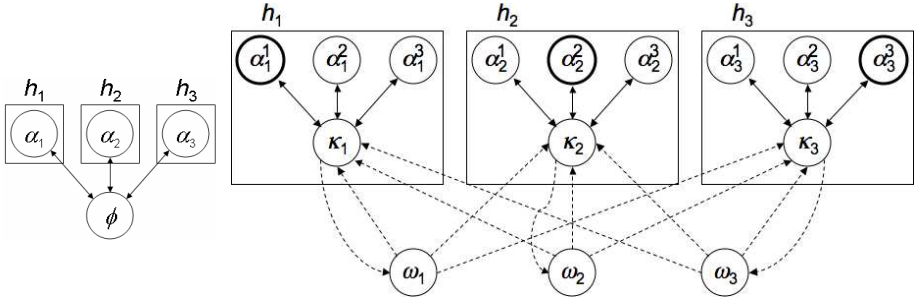 h₁ h₂ h₃
α₁ α₂ α₃
ϕ
h₁ h₂ h₃
α₁¹ α₁² α₁³ α₂¹ α₂² α₂³ α₃¹ α₃² α₃³
κ₁ κ₂ κ₃
ω₁ ω₂ ω₃